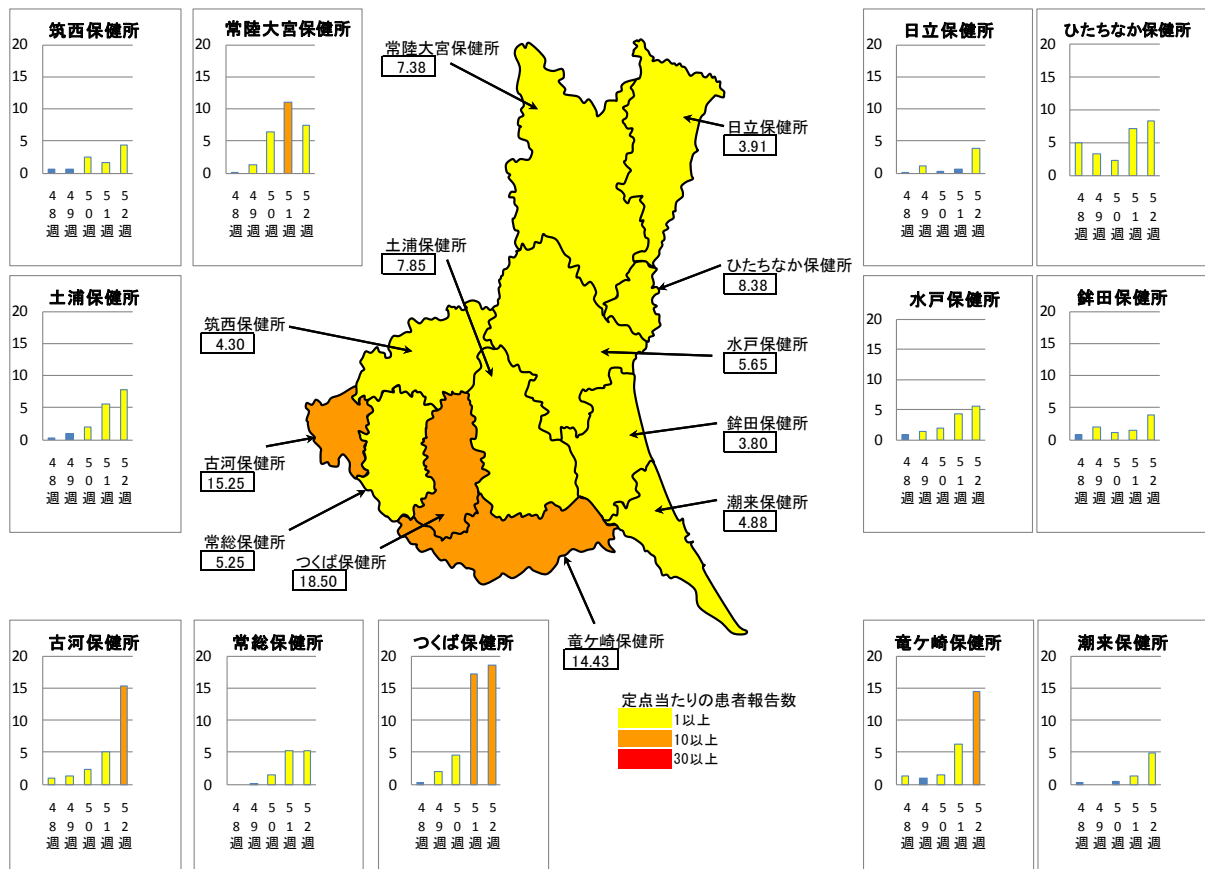 筑西保健所
20
15
10
5
0
48週
49週
50週
51週
52週
常陸大宮保健所
20
15
10
5
0
48週
49週
50週
51週
52週
常陸大宮保健所
7.38
日立保健所
3.91
土浦保健所
7.85
ひたちなか保健所
8.38
筑西保健所
4.30
水戸保健所
5.65
鉾田保健所
3.80
古河保健所
15.25
潮来保健所
4.88
常総保健所
5.25
つくば保健所
18.50
竜ケ崎保健所
14.43
日立保健所
20
15
10
5
0
48週
49週
50週
51週
52週
ひたちなか保健所
20
15
10
5
0
48週
49週
50週
51週
52週
土浦保健所
20
15
10
5
0
48週
49週
50週
51週
52週
水戸保健所
20
15
10
5
0
48週
49週
50週
51週
52週
鉾田保健所
20
15
10
5
0
48週
49週
50週
51週
52週
古河保健所
20
15
10
5
0
48週
49週
50週
51週
52週
常総保健所
20
15
10
5
0
48週
49週
50週
51週
52週
つくば保健所
20
15
10
5
0
48週
49週
50週
51週
52週
定点当たりの患者報告数
1以上
10以上
30以上
竜ケ崎保健所
20
15
10
5
0
48週
49週
50週
51週
52週
潮来保健所
20
15
10
5
0
48週
49週
50週
51週
52週